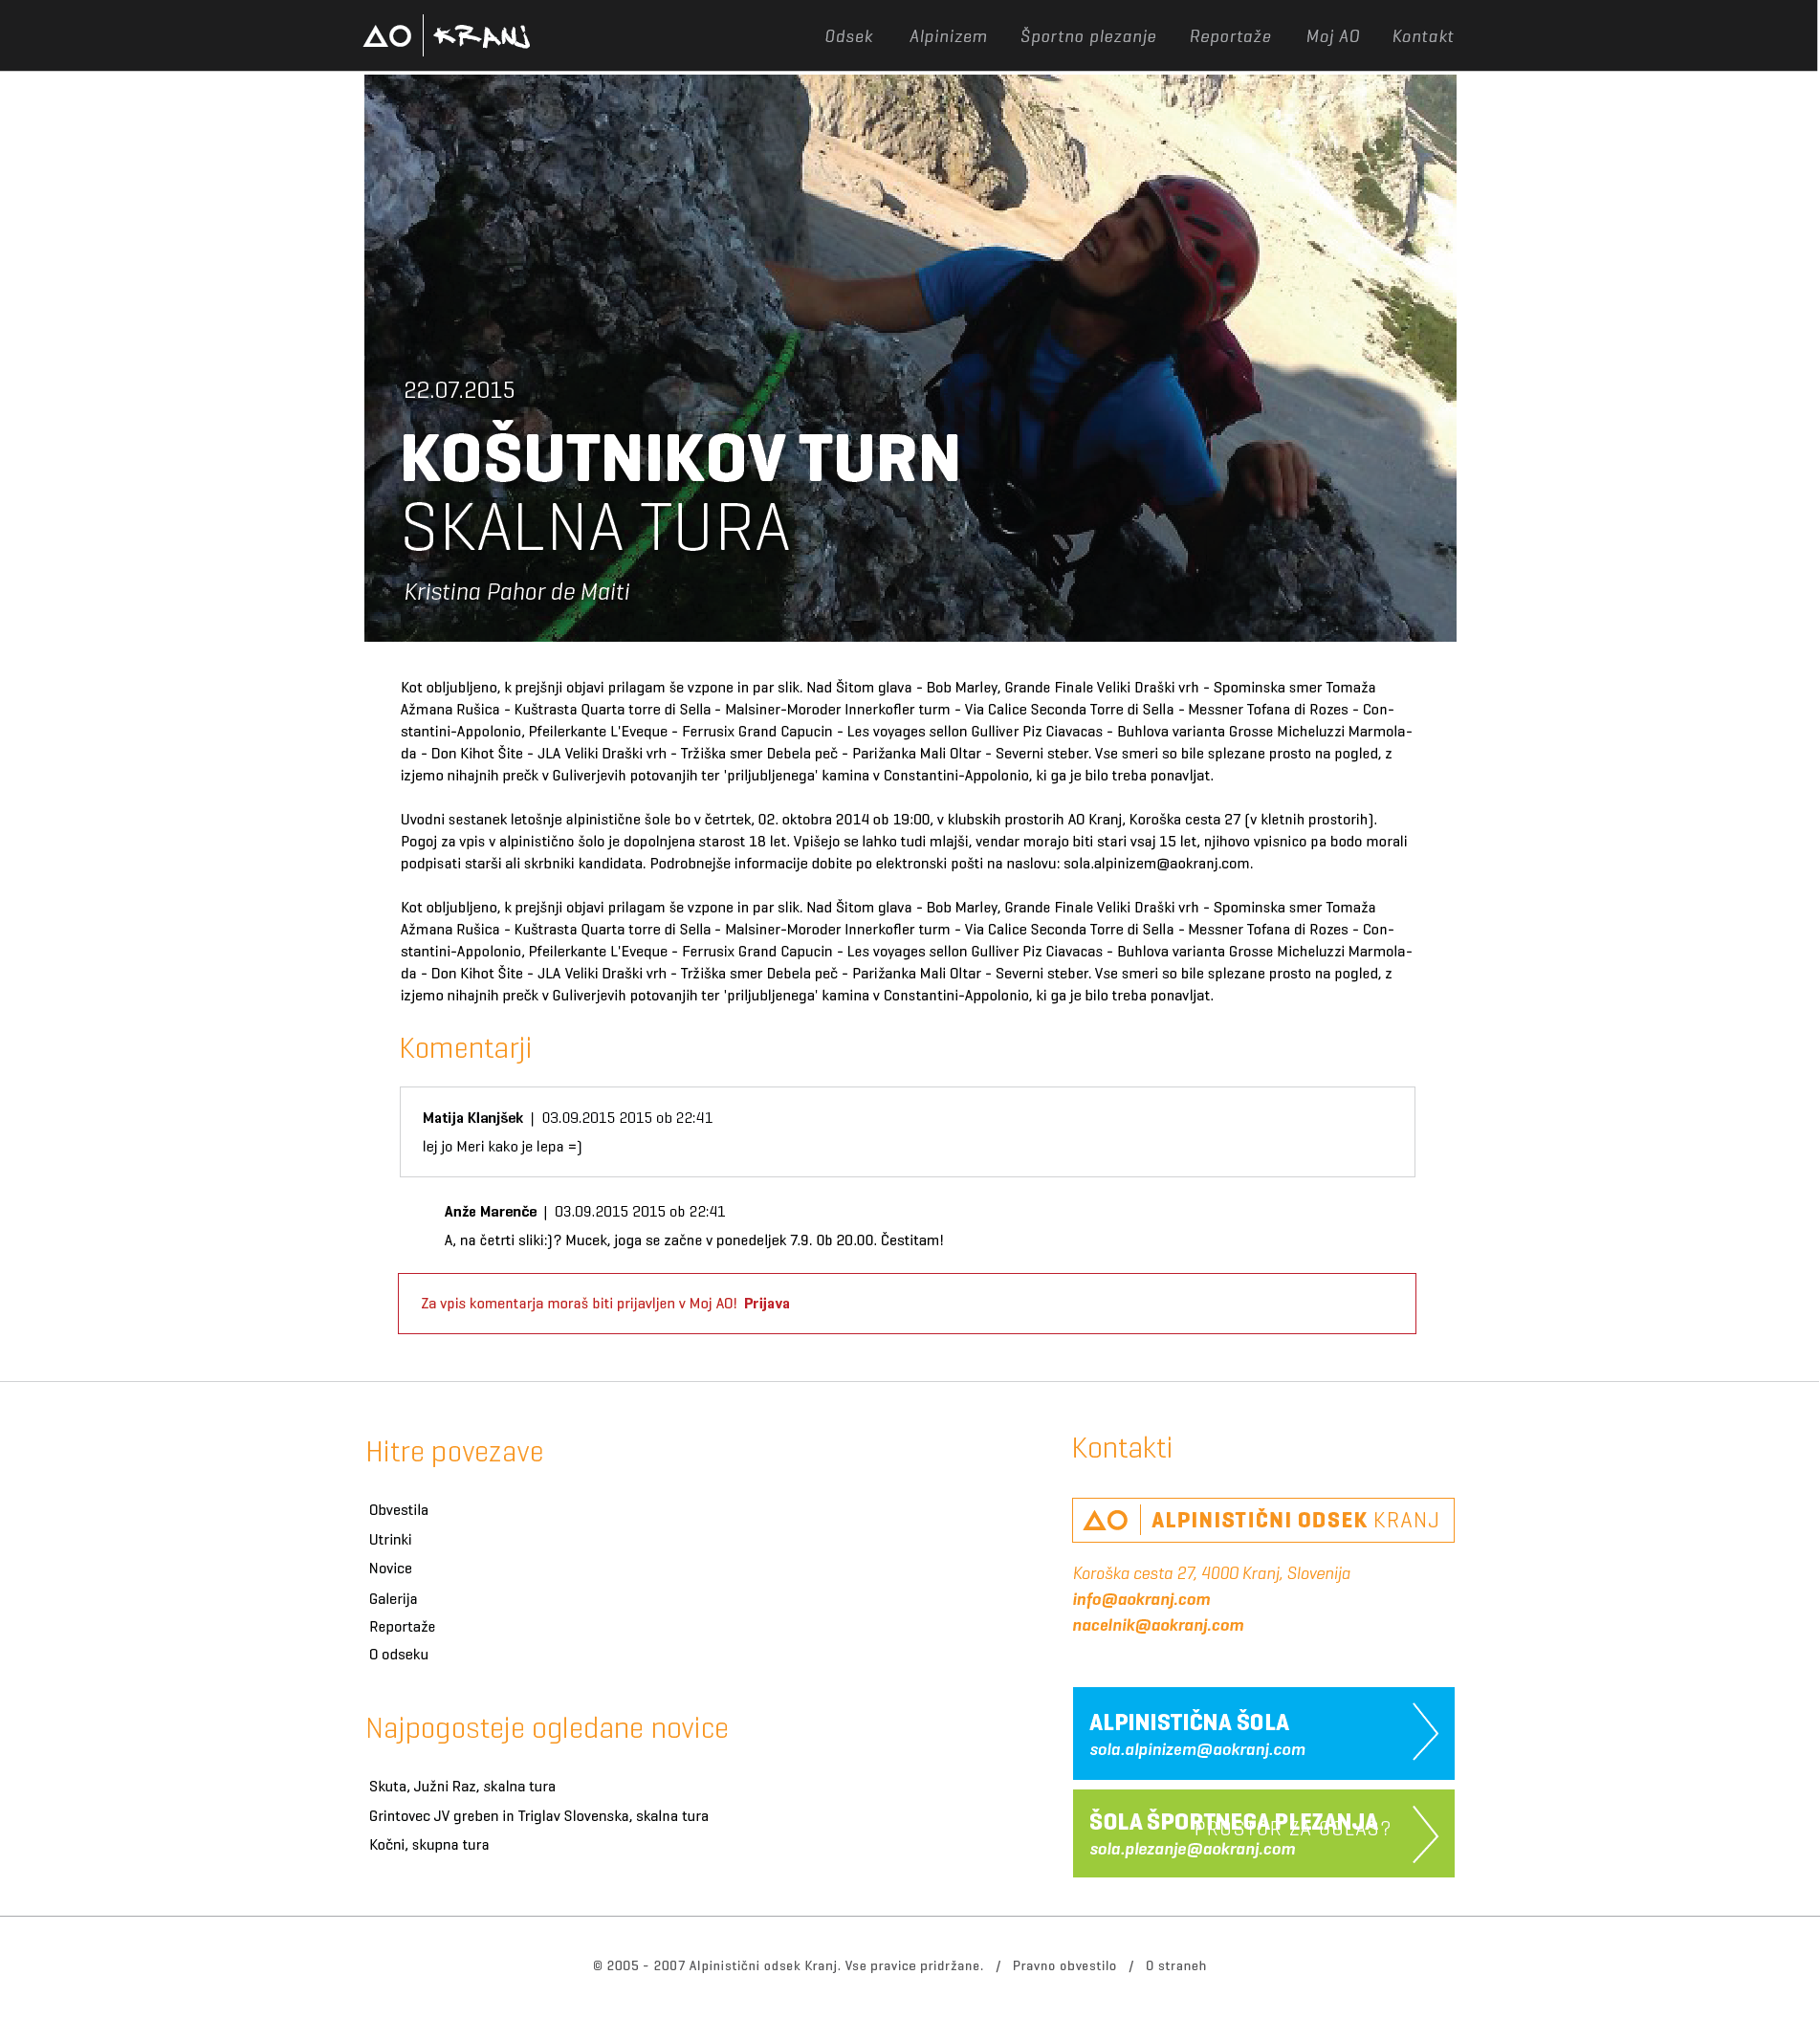 AO KRANJ
Odsek Alpinizem Športno plezanje Reportaže Moj AO Kontakt
22.07.2015
KOŠUTNIKOV TURN
SKALNA TURA
Kristina Pahor de Maiti
Kot obljubljeno, k prejšnji objavi prilagam še vzpone in par slik. Nad Šitom glava - Bob Marley, Grande Finale Veliki Draški vrh - Spominska smer Tomaža
Ažmana Rušica - Kuštrasta Quarta torre di Sella - Malsiner-Moroder Innerkofler turm - Via Calice Seconda Torre di Sella - Messner Tofana di Rozes - Con-
stantini-Appolonio, Pfeilerkante L'Eveque - Ferrusix Grand Capucin - Les voyages sellon Gulliver Piz Ciavacas - Buhlova varianta Grosse Micheluzzi Marmola-
da - Don Kihot Šite - JLA Veliki Draški vrh - Tržiška smer Debela peč - Parižanka Mali Oltar - Severni steber. Vse smeri so bile splezane prosto na pogled, z
izjemo nihajnih prečk v Guliverjevih potovanjih ter 'priljubljenega' kamina v Constantini-Appolonio, ki ga je bilo treba ponavljat.
Uvodni sestanek letošnje alpinistične šole bo v četrtek, 02. oktobra 2014 ob 19:00, v klubskih prostorih AO Kranj, Koroška cesta 27 (v kletnih prostorih).
Pogoj za vpis v alpinistično šolo je dopolnjena starost 18 let. Vpišejo se lahko tudi mlajši, vendar morajo biti stari vsaj 15 let, njihovo vpisnico pa bodo morali
podpisati starši ali skrbniki kandidata. Podrobnejše informacije dobite po elektronski pošti na naslovu: sola.alpinizem@aokranj.com.
Kot obljubljeno, k prejšnji objavi prilagam še vzpone in par slik. Nad Šitom glava - Bob Marley, Grande Finale Veliki Draški vrh - Spominska smer Tomaža
Ažmana Rušica - Kuštrasta Quarta torre di Sella - Malsiner-Moroder Innerkofler turm - Via Calice Seconda Torre di Sella - Messner Tofana di Rozes - Con-
stantini-Appolonio, Pfeilerkante L'Eveque - Ferrusix Grand Capucin - Les voyages sellon Gulliver Piz Ciavacas - Buhlova varianta Grosse Micheluzzi Marmola-
da - Don Kihot Šite - JLA Veliki Draški vrh - Tržiška smer Debela peč - Parižanka Mali Oltar - Severni steber. Vse smeri so bile splezane prosto na pogled, z
izjemo nihajnih prečk v Guliverjevih potovanjih ter 'priljubljenega' kamina v Constantini-Appolonio, ki ga je bilo treba ponavljat.
Komentarji
Matija Klanjšek | 03.09.2015 2015 ob 22:41
lej jo Meri kako je lepa =)
Anže Marenče | 03.09.2015 2015 ob 22:41
A, na četrti sliki:)? Mucek, joga se začne v ponedeljek 7.9. Ob 20.00. Čestitam!
Za vpis komentarja moraš biti prijavljen v Moj AO! Prijava
Hitre povezave
Obvestila
Utrinki
Novice
Galerija
Reportaže
O odseku
Najpogosteje ogledane novice
Skuta, Južni Raz, skalna tura
Grintovec JV greben in Triglav Slovenska, skalna tura
Kočni, skupna tura
Kontakti
AO ALPINISTIČNI ODSEK KRANJ
Koroška cesta 27, 4000 Kranj, Slovenija
info@aokranj.com
nacelnik@aokranj.com
ALPINISTIČNA ŠOLA
sola.alpinizem@aokranj.com
ŠOLA ŠPORTNEGA PLEZANJA
PROSTOR ZA OGLAS?
sola.plezanje@aokranj.com
© 2005 - 2007 Alpinistični odsek Kranj. Vse pravice pridržane. / Pravno obvestilo / O straneh